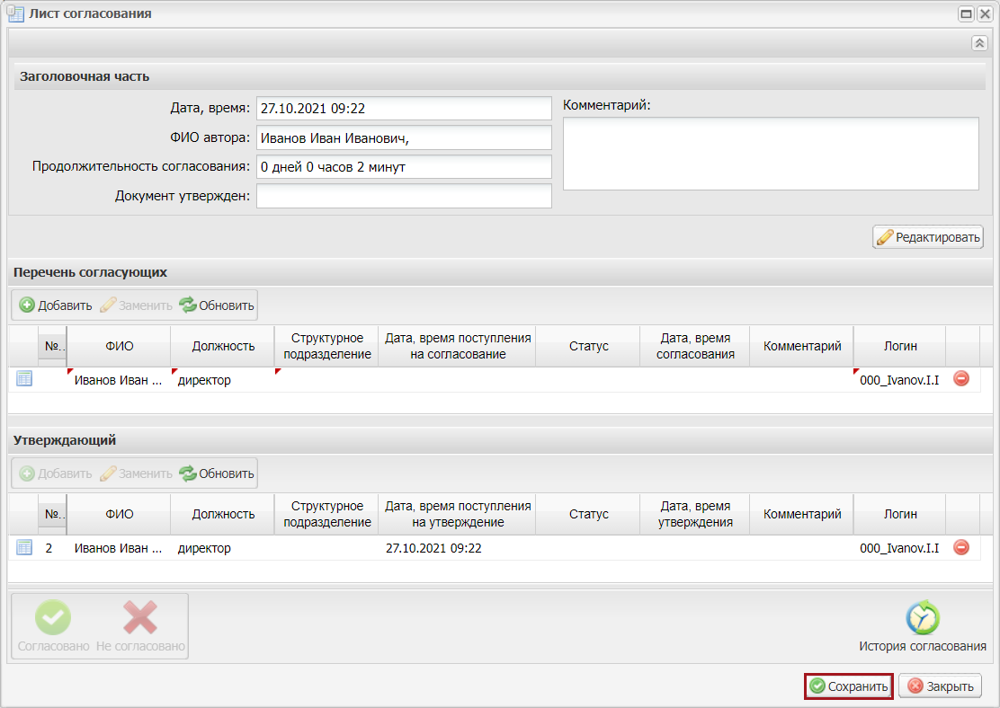 Лист согласования
Заголовочная часть
Дата, время: 27.10.2021 09:22
Комментарий:
ФИО автора: Иванов Иван Иванович,
Продолжительность согласования: 0 дней 0 часов 2 минут
Документ утвержден:
Редактировать
Перечень согласующих
Добавить Заменить Обновить
№.. ФИО Должность Структурное подразделение Дата, время поступления на согласование Статус Дата, время согласования Комментарий Логин
Иванов Иван ... директор 000_Ivanov.I.I
Утверждающий
Добавить Заменить Обновить
№.. ФИО Должность Структурное подразделение Дата, время поступления на утверждение Статус Дата, время утверждения Комментарий Логин
2 Иванов Иван ... директор 27.10.2021 09:22 000_Ivanov.I.I
Согласовано Не согласовано История согласования
Сохранить Закрыть